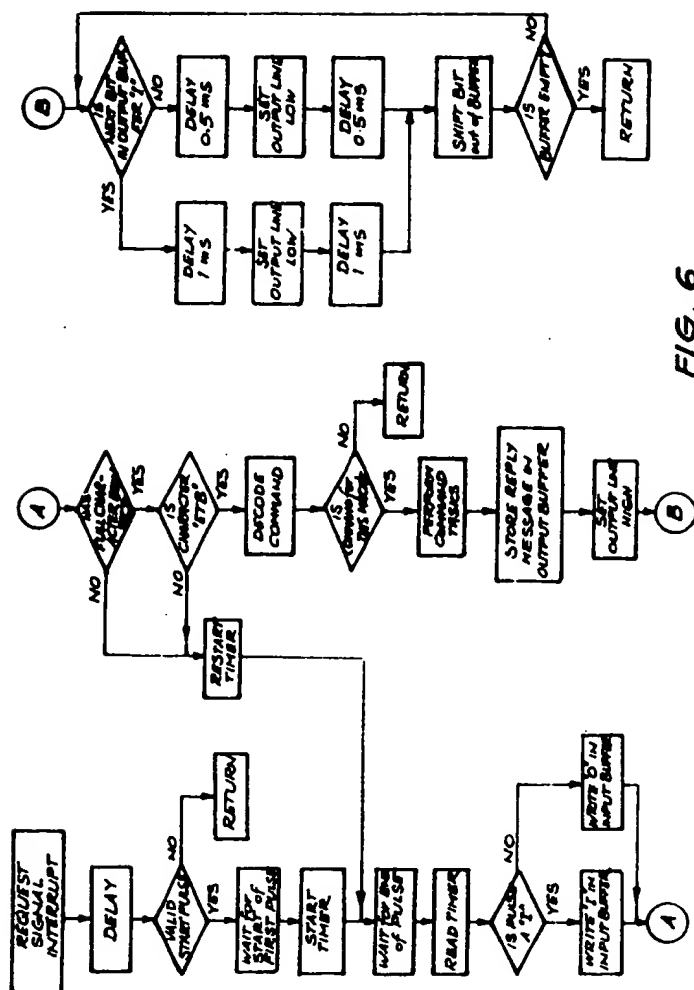 REQUEST
SIGNAL
INTERRUPT
DELAY
VALID
START PULSE
NO
RETURN
YES
WAIT FOR
START OF
FIRST PULSE
START
TIMER
WAIT FOR END
OF PULSE
READ TIMER
IS PULSE
A "1"
NO
WRITE "0" IN
INPUT BUFFER
YES
WRITE "1" IN
INPUT BUFFER
A
A
FULL CHAR-
ACTER
NO
YES
IS
CHARACTER
"ETB"
NO
RESTART
TIMER
YES
DECODE
COMMAND
IS
COMMAND FOR
THIS
NO
RETURN
YES
PERFORM
COMMAND
TASKS
STORE REPLY
MESSAGE IN
OUTPUT BUFFER
SET
OUTPUT LINE
HIGH
B
B
IS
NEXT BIT
IN OUTPUT
"1"
YES
NO
DELAY
1 mS
SET
OUTPUT LINE
LOW
DELAY
1 mS
DELAY
0.5 mS
SET
OUTPUT LINE
LOW
DELAY
0.5 mS
SHIFT BIT
out of BUFFER
IS
BUFFER EMPTY
NO
YES
RETURN
FIG. 6